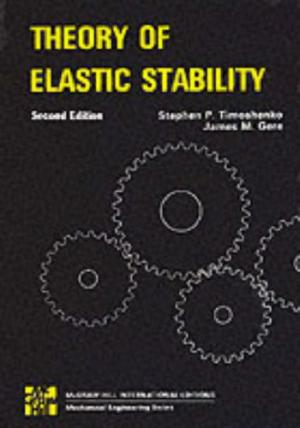 THEORY OF
ELASTIC STABILITY
Second Edition
Stephen P. Timoshenko
James M. Gere
McGRAW-HILL INTERNATIONAL EDITIONS
Mechanical Engineering Series